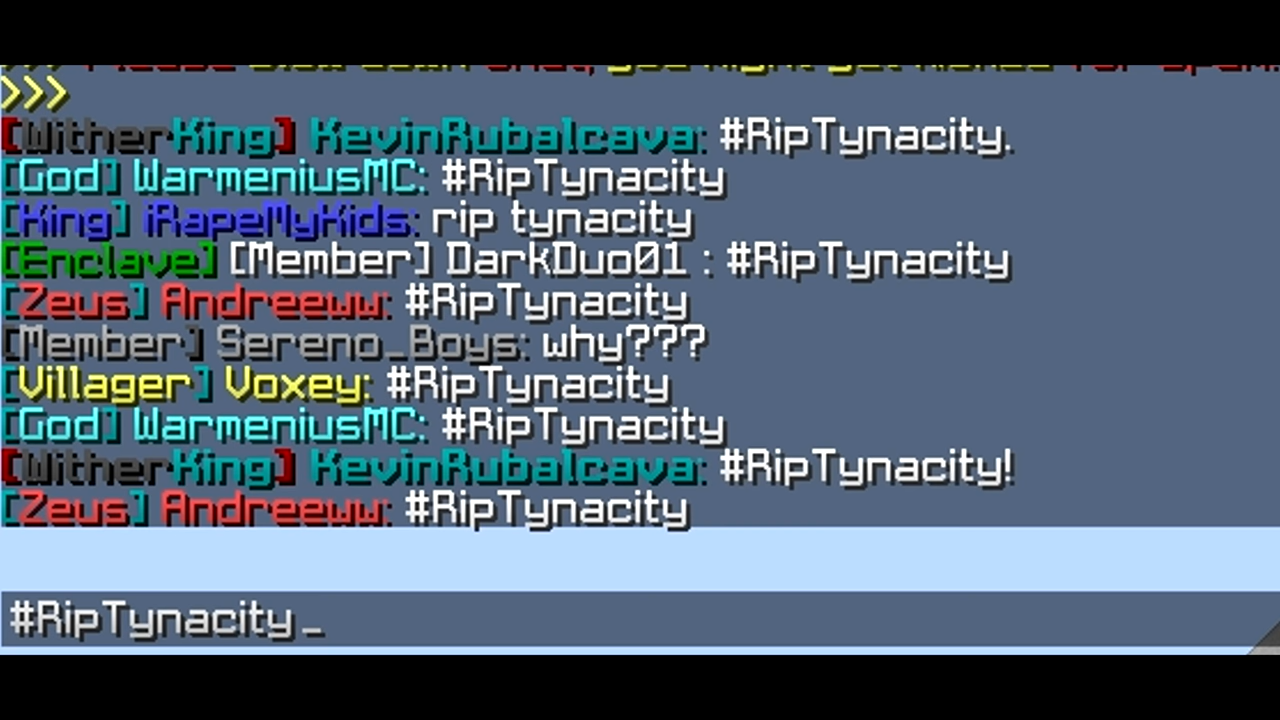 >>>
[WitherKing] KevinRubalcava: #RipTynacity.
[God] WarmeniusMC: #RipTynacity
[King] iRapeMyKids: rip tynacity
[Enclave] [Member] DarkDuo01 : #RipTynacity
[Zeus] Andreeww: #RipTynacity
[Member] Sereno_Boys: why???
[Villager] Voxey: #RipTynacity
[God] WarmeniusMC: #RipTynacity
[WitherKing] KevinRubalcava: #RipTynacity!
[Zeus] Andreeww: #RipTynacity
#RipTynacity_